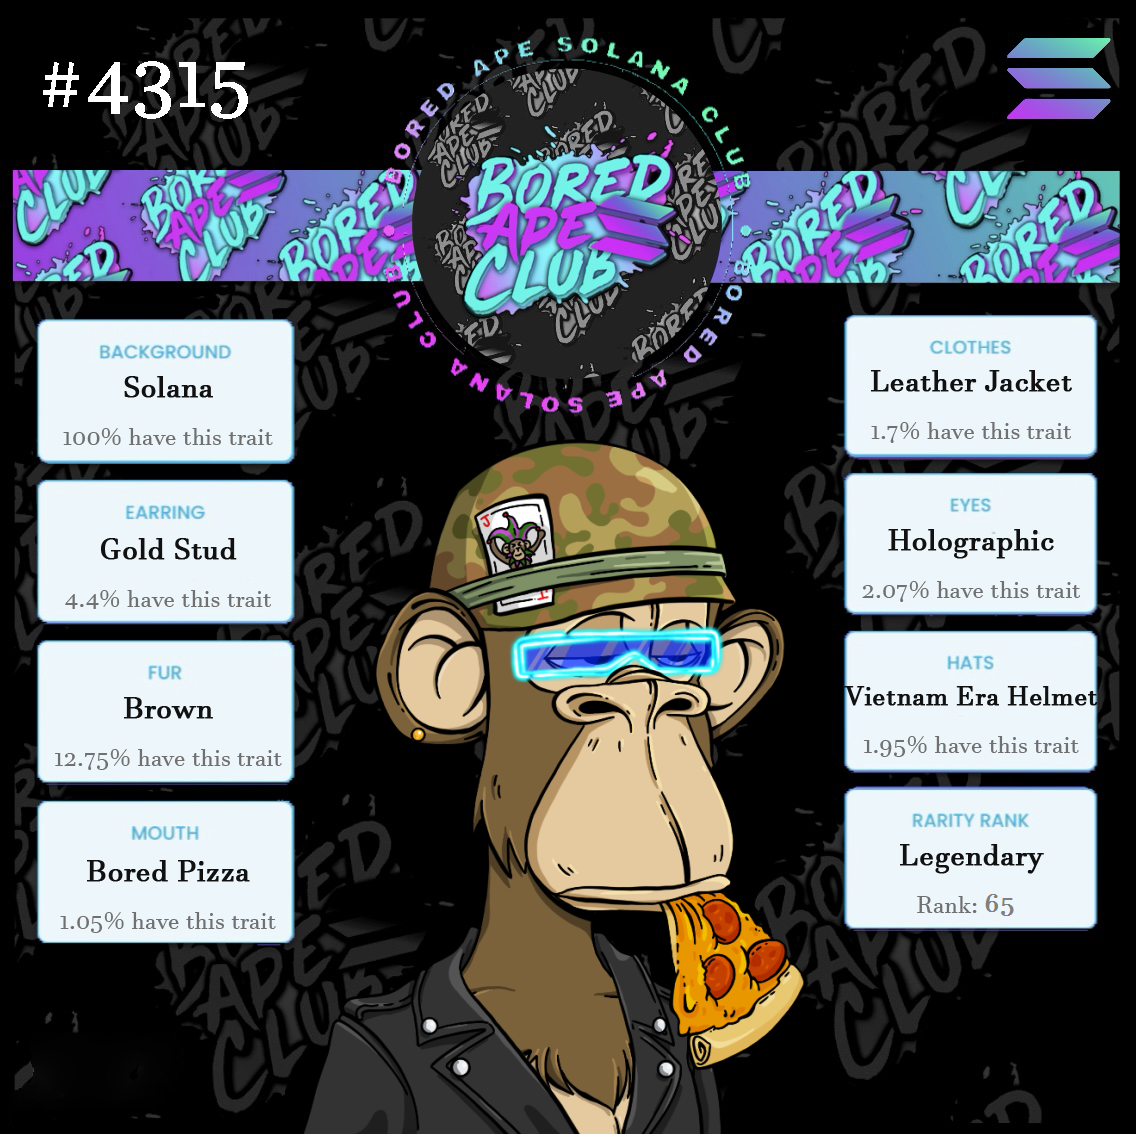 #4315
BORED APE SOLANA CLUB
BORED APE SOLANA CLUB
BORED
APE
CLUB
BACKGROUND
Solana
100% have this trait
EARRING
Gold Stud
4.4% have this trait
FUR
Brown
12.75% have this trait
MOUTH
Bored Pizza
1.05% have this trait
CLOTHES
Leather Jacket
1.7% have this trait
EYES
Holographic
2.07% have this trait
HATS
Vietnam Era Helmet
1.95% have this trait
RARITY RANK
Legendary
Rank: 65
J
J